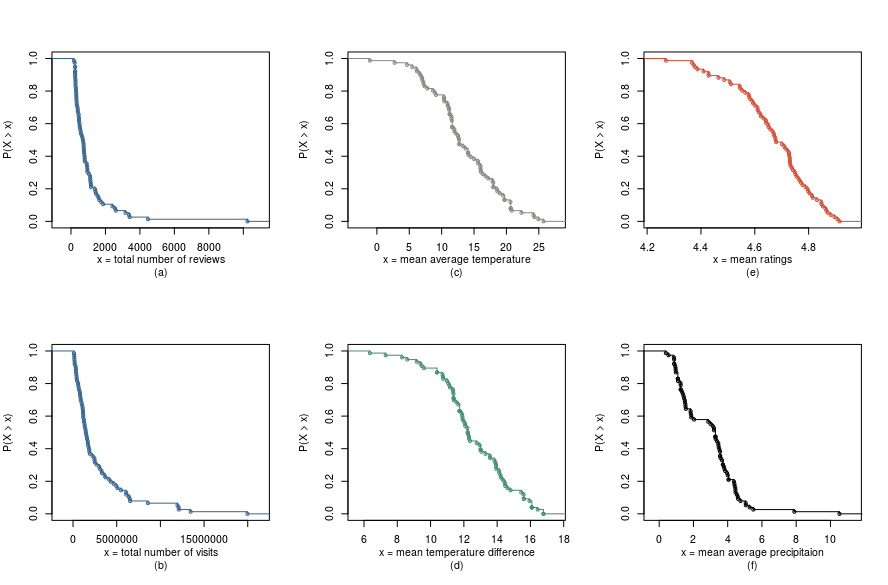 P(X > x)
0.0 0.2 0.4 0.6 0.8 1.0
0 2000 4000 6000 8000
x = total number of reviews
(a)
P(X > x)
0.0 0.2 0.4 0.6 0.8 1.0
0 5 10 15 20 25
x = mean average temperature
(c)
P(X > x)
0.0 0.2 0.4 0.6 0.8 1.0
4.2 4.4 4.6 4.8
x = mean ratings
(e)
P(X > x)
0.0 0.2 0.4 0.6 0.8 1.0
0 5000000 15000000
x = total number of visits
(b)
P(X > x)
0.0 0.2 0.4 0.6 0.8 1.0
6 8 10 12 14 16 18
x = mean temperature difference
(d)
P(X > x)
0.0 0.2 0.4 0.6 0.8 1.0
0 2 4 6 8 10
x = mean average precipitaion
(f)